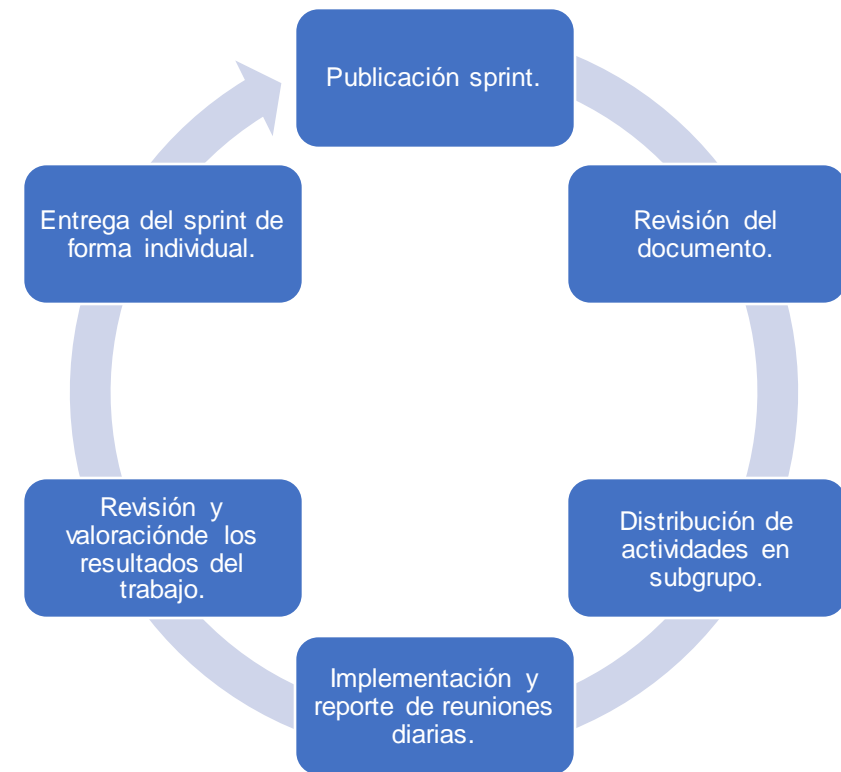 Publicación sprint.
Revisión del
documento.
Distribución de
actividades en
subgrupo.
Implementación y
reporte de reuniones
diarias.
Revisión y
valoraciónde los
resultados del
trabajo.
Entrega del sprint de
forma individual.